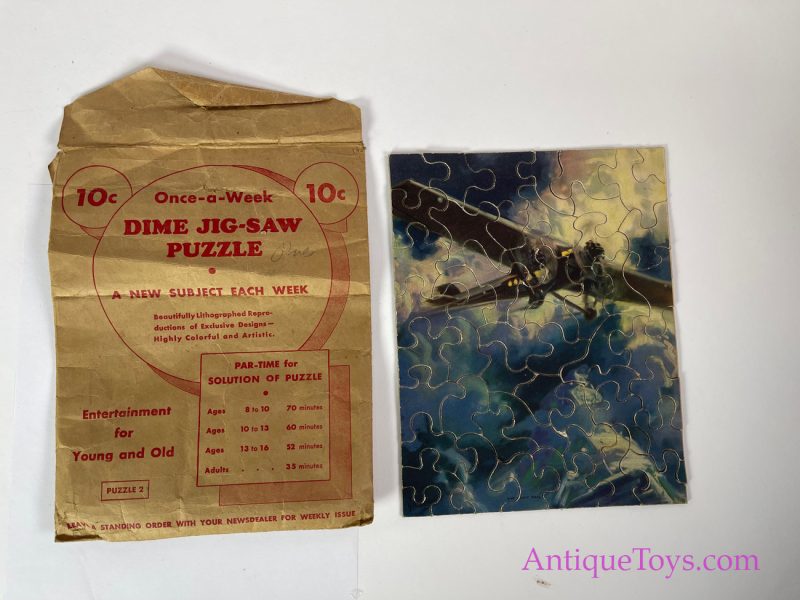 10c Once-a-Week 10c
DIME JIG-SAW
PUZZLE
A NEW SUBJECT EACH WEEK
Beautifully Lithographed Repro-
ductions of Exclusive Designs—
Highly Colorful and Artistic.
PAR-TIME for
SOLUTION OF PUZZLE
Ages 8 to 10 70 minutes
Ages 10 to 13 60 minutes
Ages 13 to 16 52 minutes
Adults . . . 35 minutes
Entertainment
for
Young and Old
PUZZLE 2
LEAVE A STANDING ORDER WITH YOUR NEWSDEALER FOR WEEKLY ISSUE
AntiqueToys.com